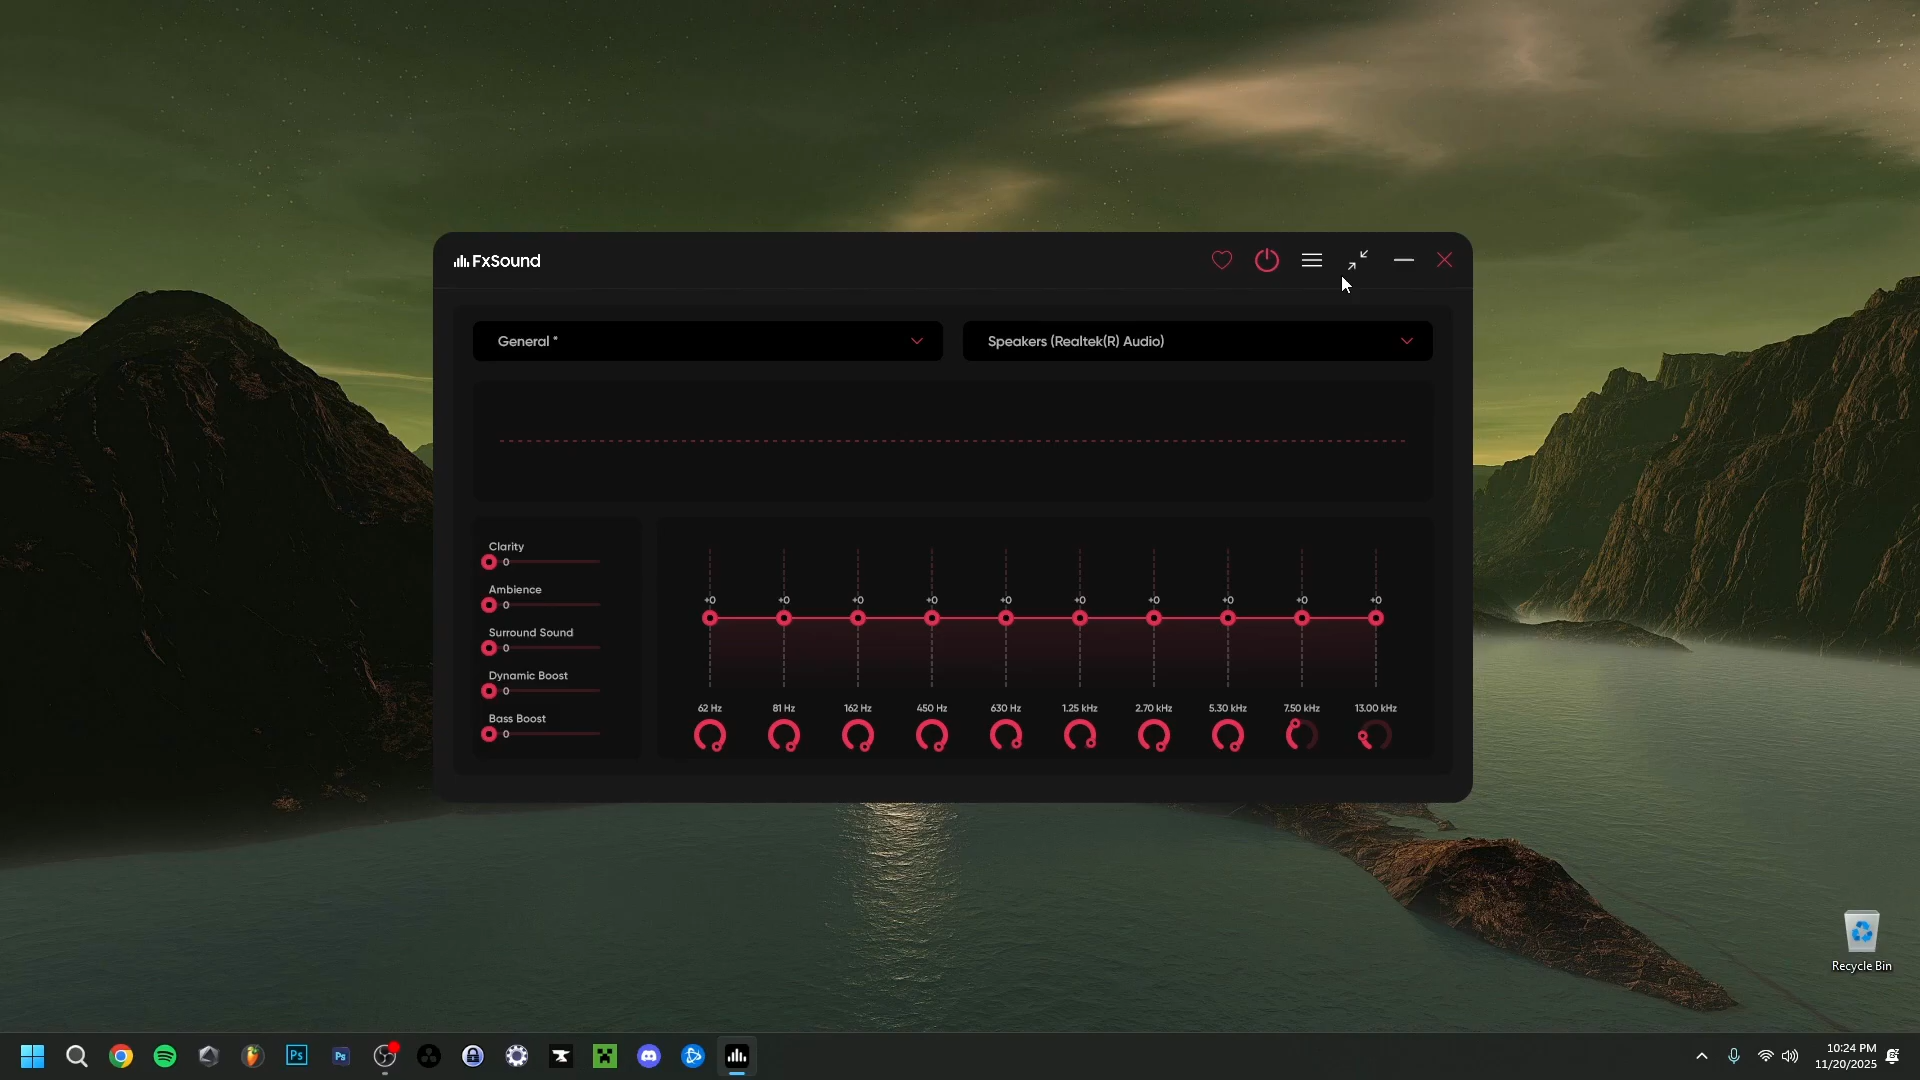 FxSound
General *
Speakers (Realtek(R) Audio)
Clarity
0
Ambience
0
Surround Sound
0
Dynamic Boost
0
Bass Boost
0
+0 +0 +0 +0 +0 +0 +0 +0 +0 +0
62 Hz 81 Hz 162 Hz 450 Hz 630 Hz 1.25 kHz 2.70 kHz 5.30 kHz 7.50 kHz 13.00 kHz
Recycle Bin
Ps
Ps
10:24 PM
11/20/2025